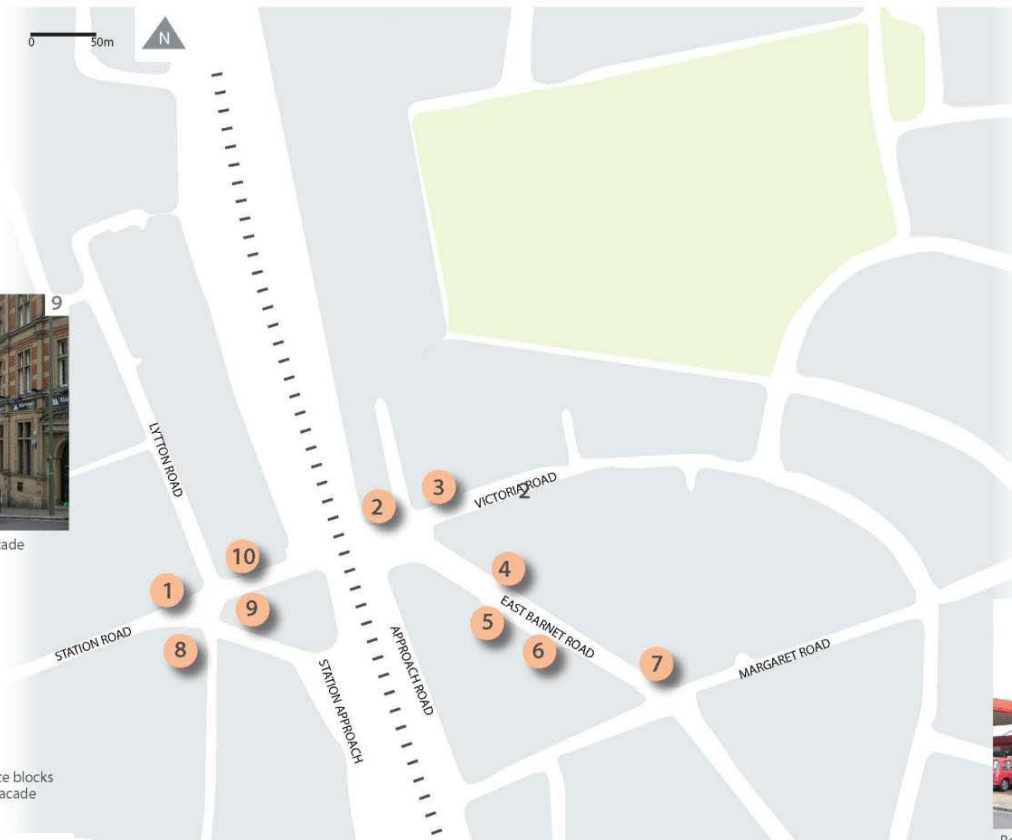 0 50m
N
9
LYTTON ROAD
2
3
VICTORIA ROAD
2
10
4
1
9
EAST BARNET ROAD
5
STATION ROAD
8
6
7
MARGARET ROAD
APPROACH ROAD
STATION APPROACH
ade
ce blocks
acade